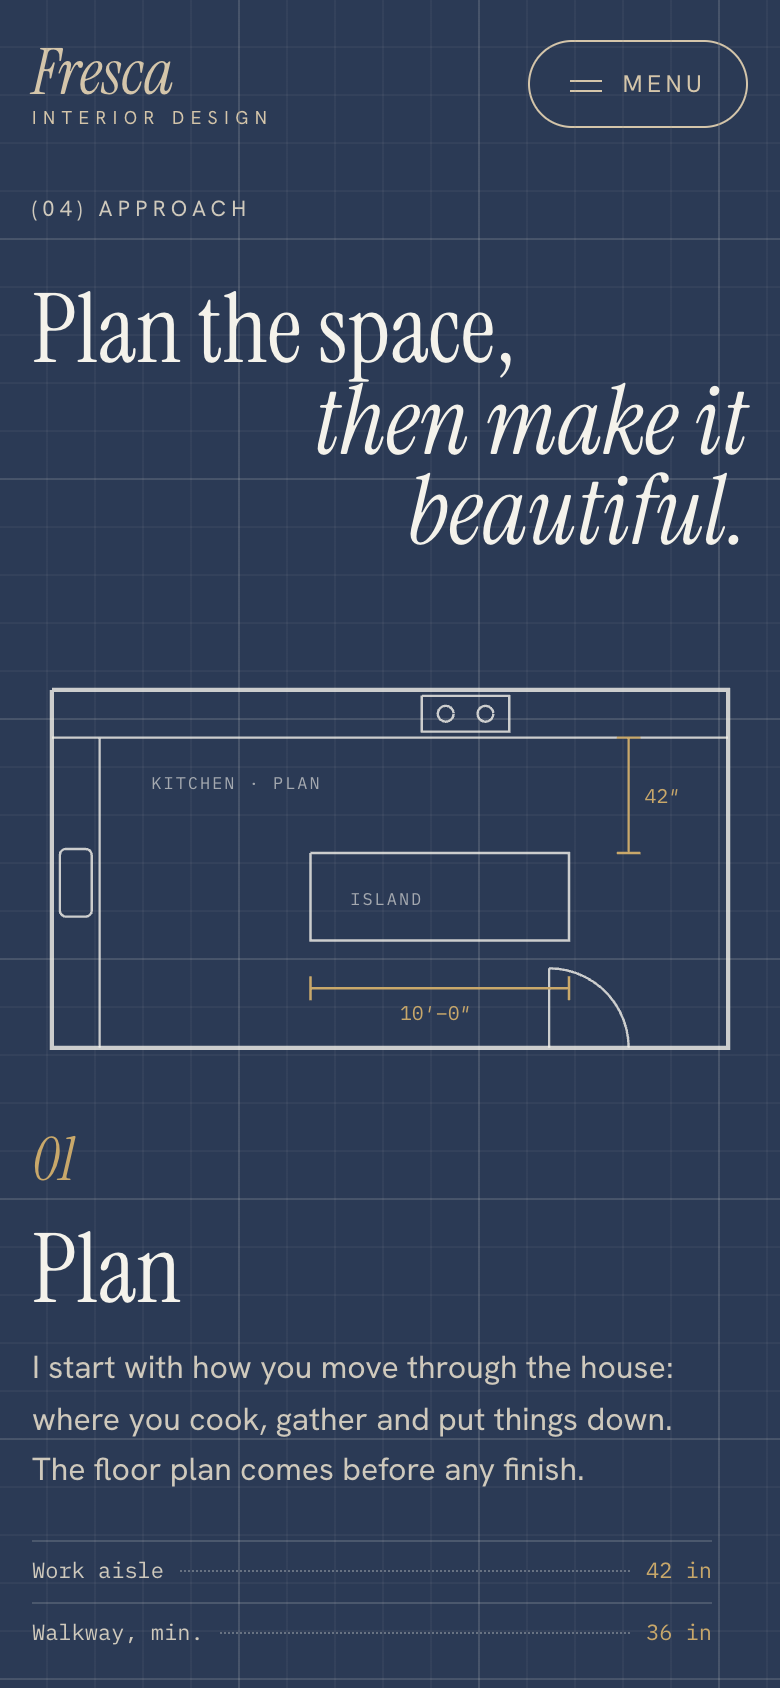 Fresca
INTERIOR DESIGN
MENU
(04) APPROACH
Plan the space,
then make it
beautiful.
KITCHEN · PLAN
42″
ISLAND
10′–0″
01
Plan
I start with how you move through the house:
where you cook, gather and put things down.
The floor plan comes before any finish.
Work aisle 42 in
Walkway, min. 36 in